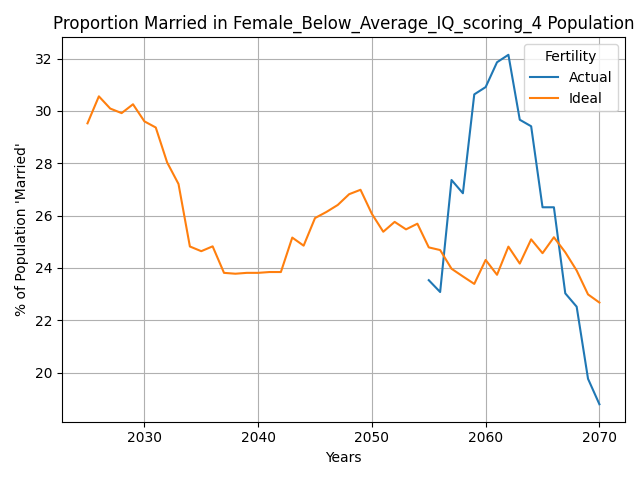 Proportion Married in Female_Below_Average_IQ_scoring_4 Population
Fertility
Actual
Ideal
% of Population 'Married'
32
30
28
26
24
22
20
2030
2040
2050
2060
2070
Years